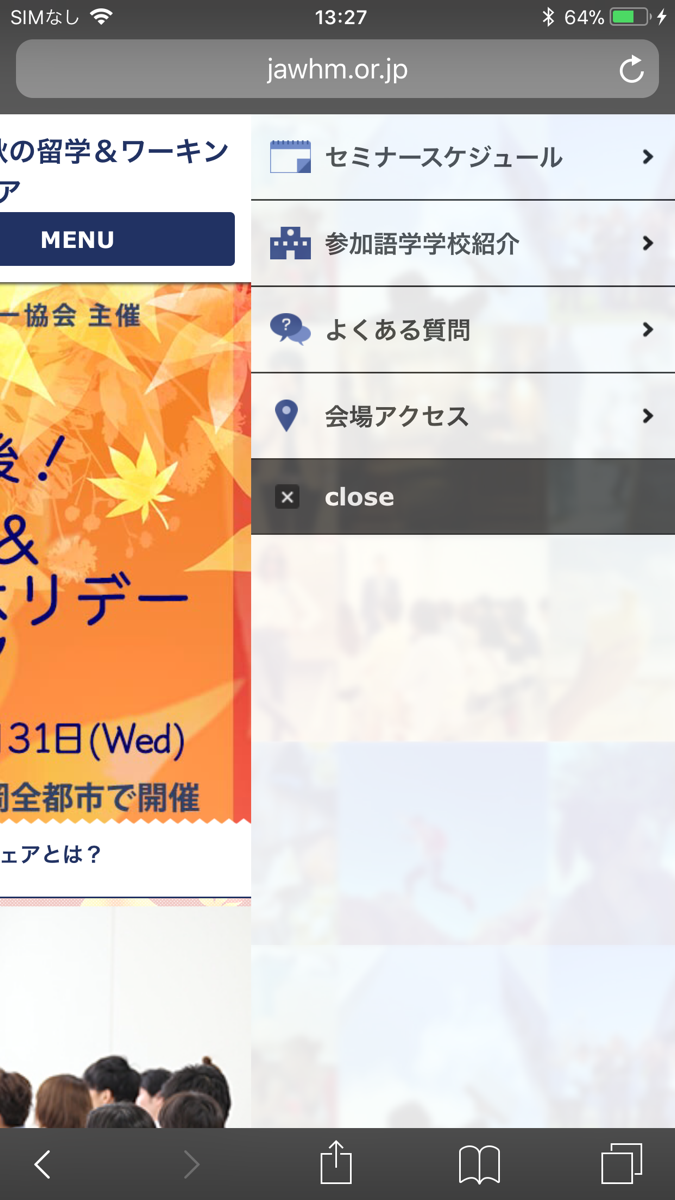 SIMなし
13:27
64%
jawhm.or.jp
の留学＆ワーキン
ア
MENU
ー協会 主催
後！
&
リデー
31日(Wed)
全都市で開催
ェアとは？
セミナースケジュール
参加語学学校紹介
よくある質問
会場アクセス
close